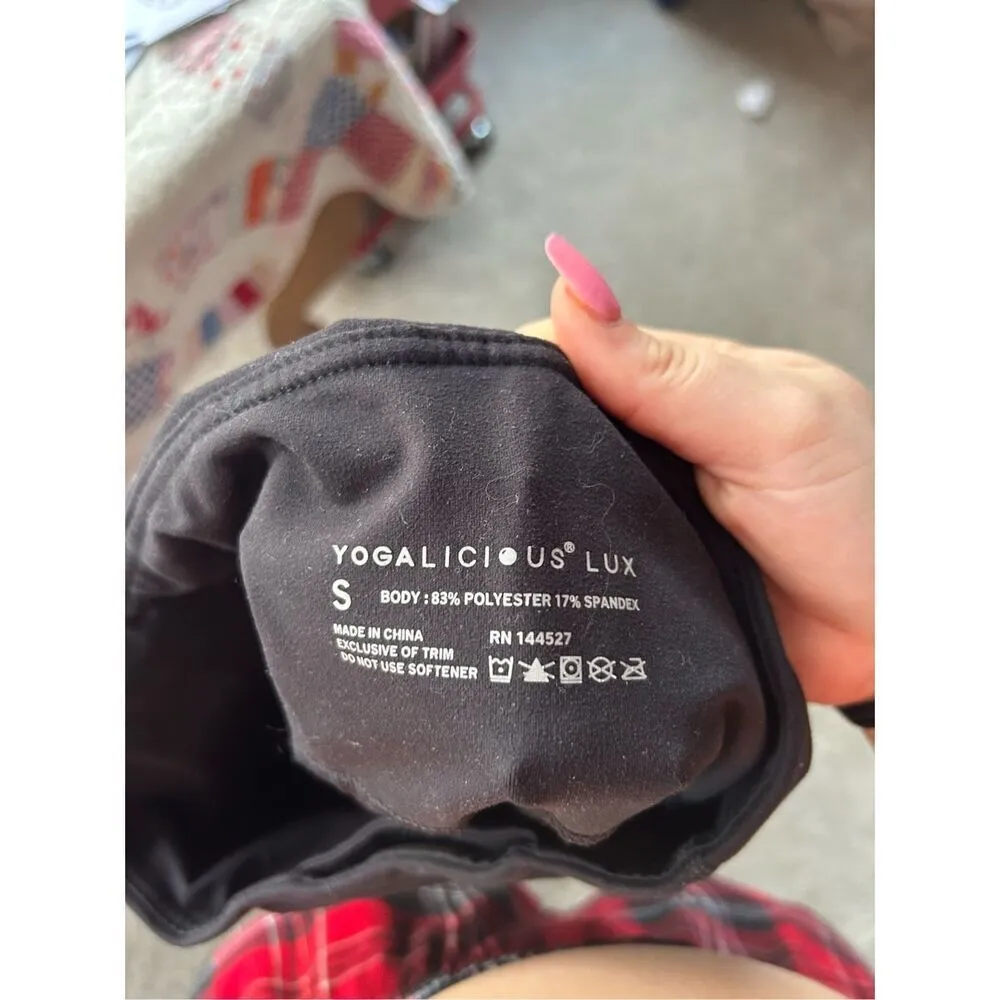 YOGALICIOUS® LUX
S BODY : 83% POLYESTER 17% SPANDEX
MADE IN CHINA RN 144527
EXCLUSIVE OF TRIM
DO NOT USE SOFTENER